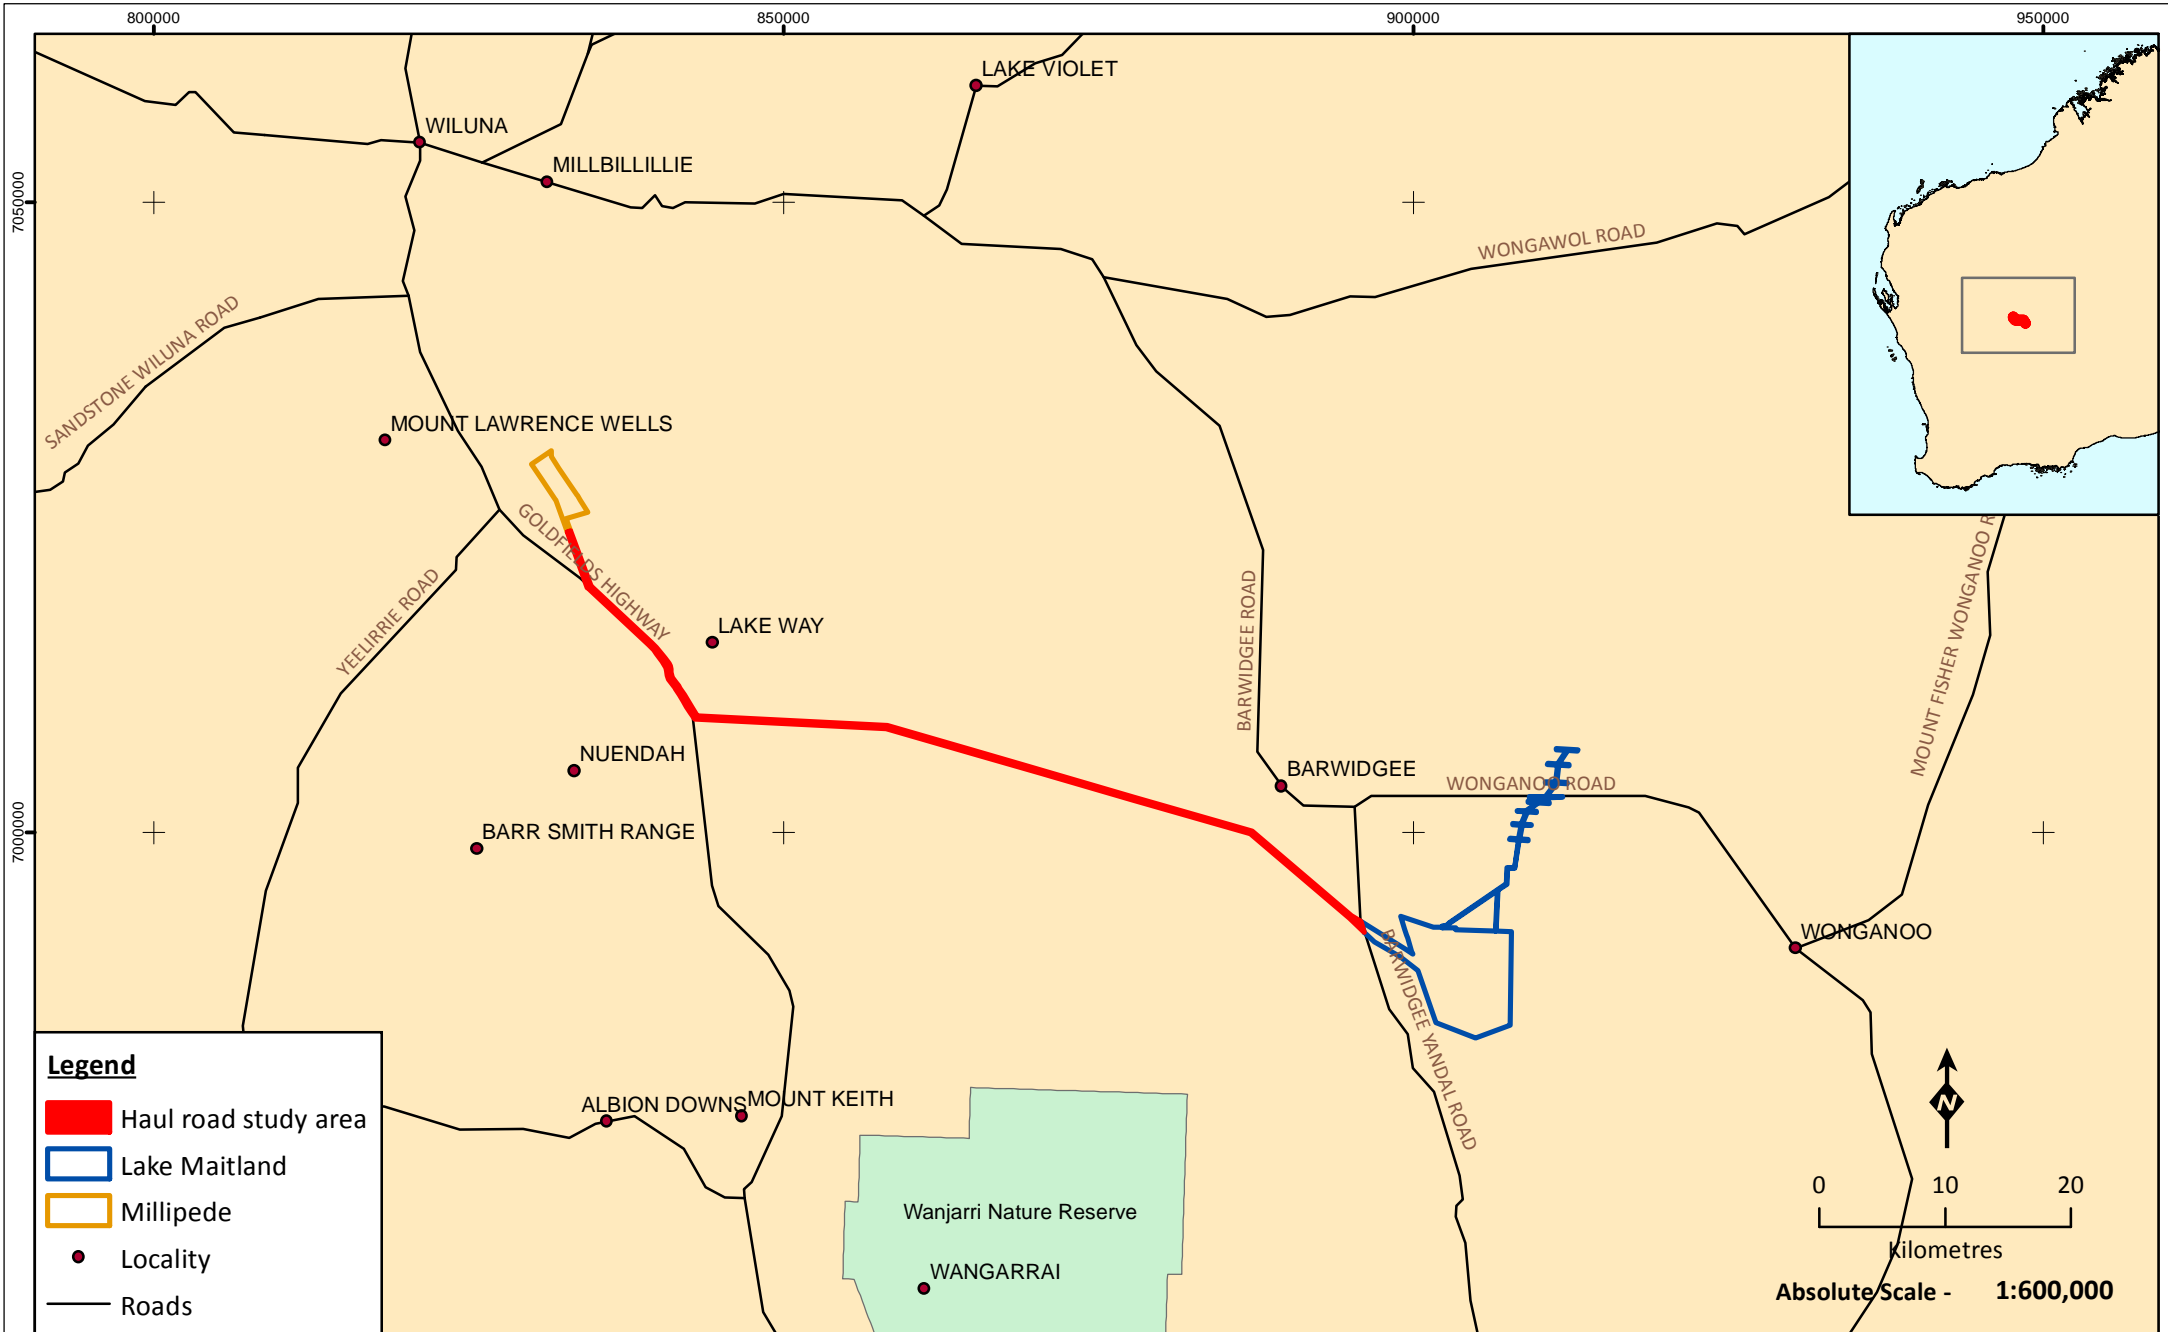 800000
850000
900000
950000
7050000
7000000
LAKE VIOLET
WILUNA
MILLBILLILLIE
WONGAWOL ROAD
SANDSTONE WILUNA ROAD
MOUNT LAWRENCE WELLS
GOLDFIELDS HIGHWAY
YEELIRRIE ROAD
LAKE WAY
BARWIDGEE ROAD
MOUNT FISHER WONGANOO R
NUENDAH
BARWIDGEE
WONGANOO ROAD
BARR SMITH RANGE
WONGANOO
BARWIDGEE YANDAL ROAD
ALBION DOWNS
MOUNT KEITH
Wanjarri Nature Reserve
WANGARRAI
Legend
Haul road study area
Lake Maitland
Millipede
Locality
Roads
N
0 10 20
Kilometres
Absolute Scale - 1:600,000